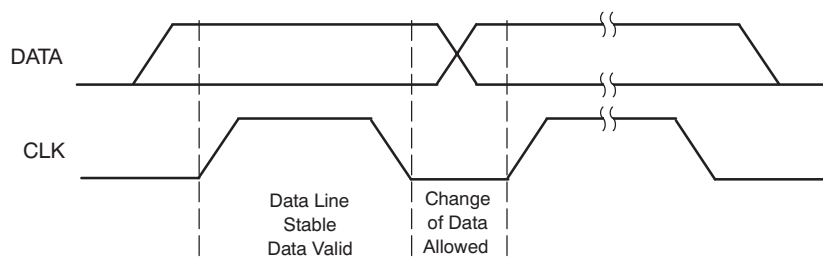 DATA
CLK
Data Line
Stable
Data Valid
Change
of Data
Allowed